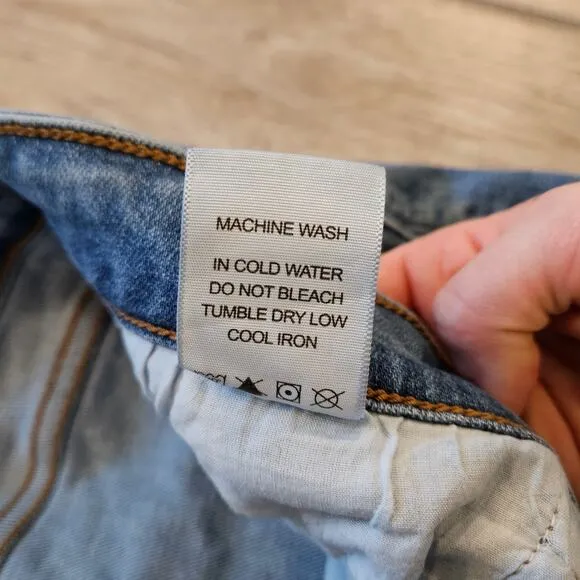 MACHINE WASH
IN COLD WATER
DO NOT BLEACH
TUMBLE DRY LOW
COOL IRON